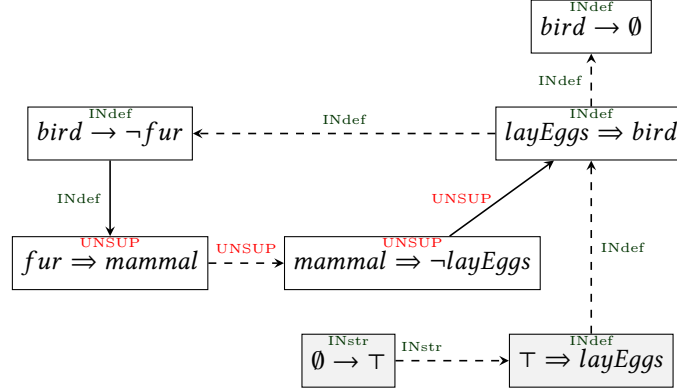 INdef
bird → ∅
INdef
INdef
bird → ¬fur
INdef
INdef
layEggs ⇒ bird
INdef
UNSUP
INdef
UNSUP
fur ⇒ mammal
UNSUP
UNSUP
mammal ⇒ ¬layEggs
INstr
∅ → ⊤
INstr
INdef
⊤ ⇒ layEggs